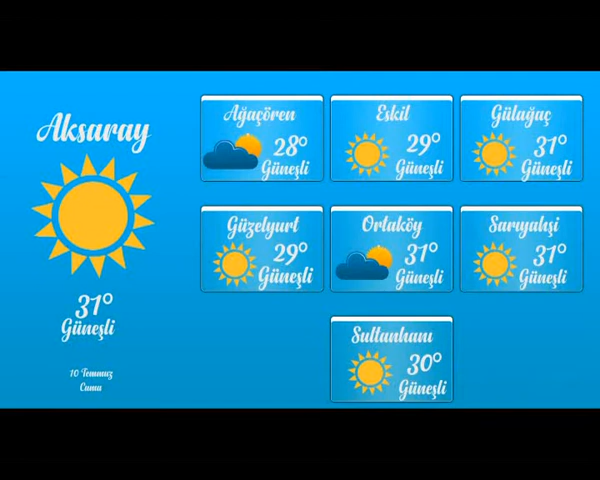 Aksaray
31°
Güneşli
10 Temmuz
Cuma
Ağaçören
28°
Güneşli
Eskil
29°
Güneşli
Gülağaç
31°
Güneşli
Güzelyurt
29°
Güneşli
Ortaköy
31°
Güneşli
Sarıyahşi
31°
Güneşli
Sultanhanı
30°
Güneşli